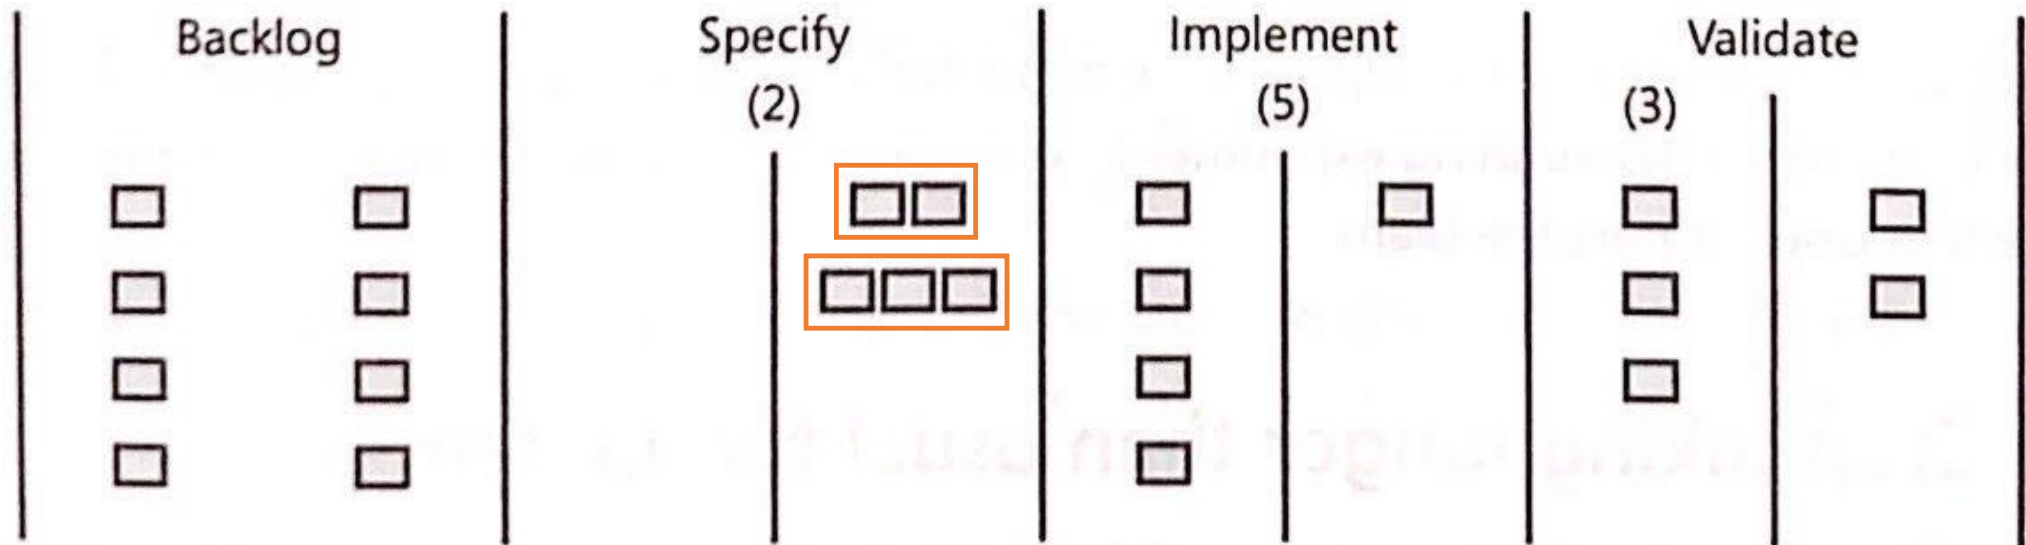 Backlog
Specify
Implement
Validate
(2)
(5)
(3)